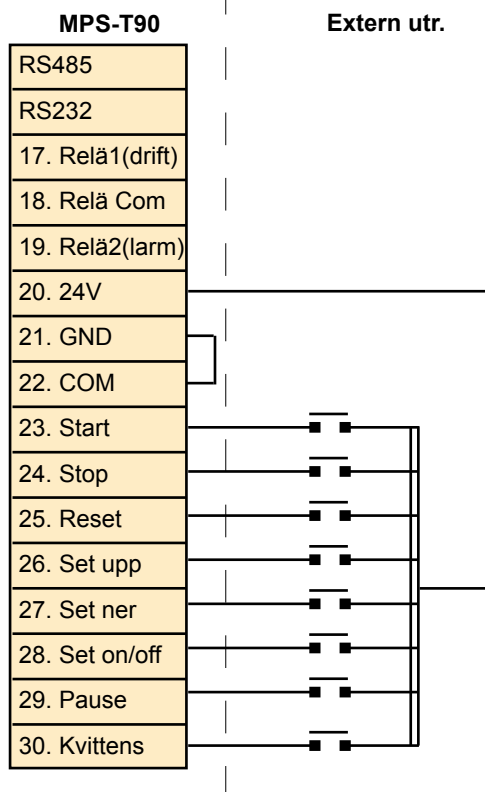 MPS-T90 Extern utr.
RS485
RS232
17. Relä1(drift)
18. Relä Com
19. Relä2(larm)
20. 24V
21. GND
22. COM
23. Start
24. Stop
25. Reset
26. Set upp
27. Set ner
28. Set on/off
29. Pause
30. Kvittens